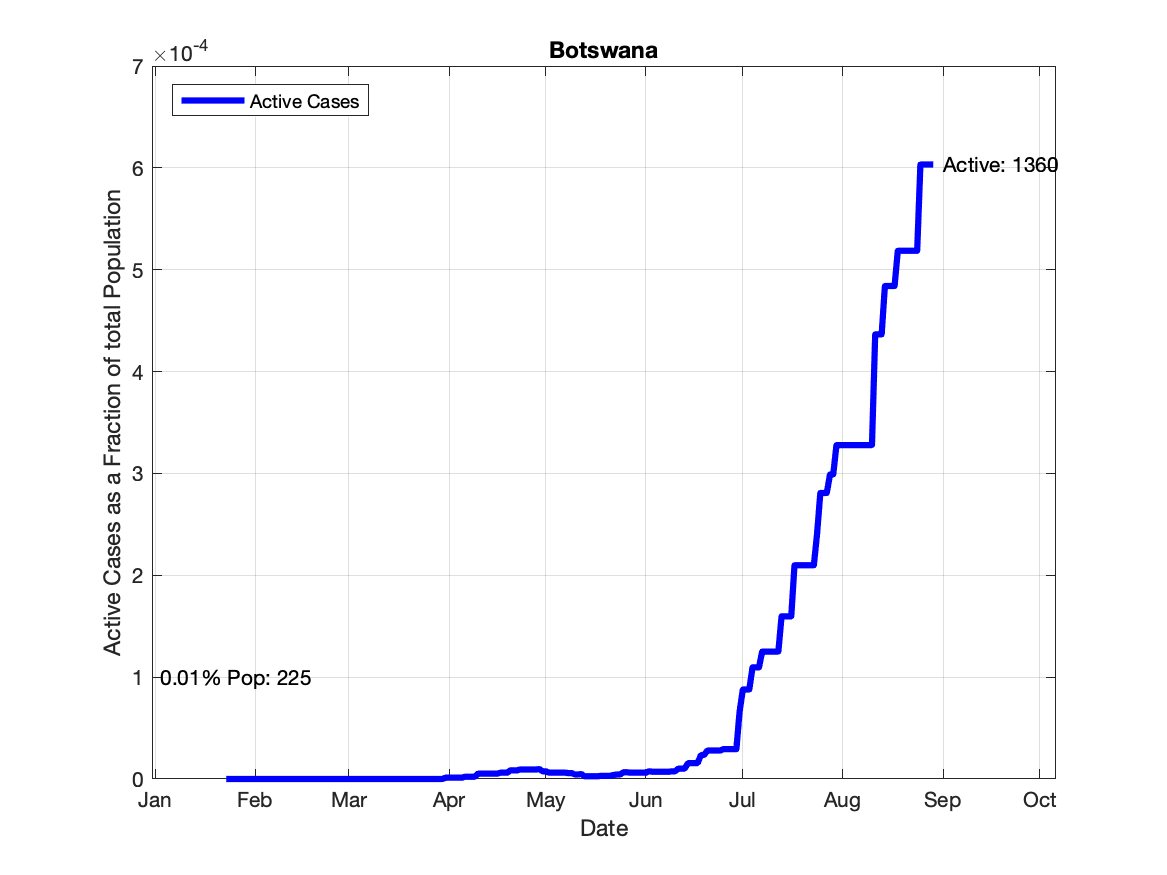 Botswana
×10-4
7
6
5
4
3
2
1
0
Active Cases as a Fraction of total Population
Active Cases
Active: 1360
0.01% Pop: 225
Jan Feb Mar Apr May Jun Jul Aug Sep Oct
Date